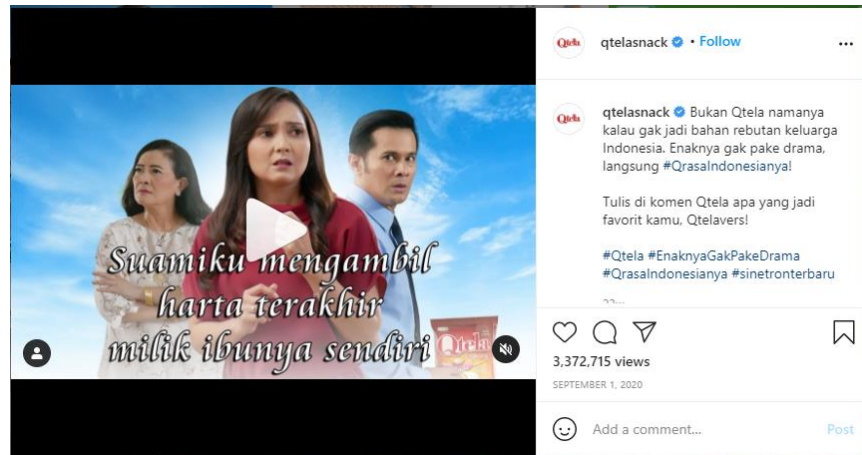 Qtela
qtelasnack • Follow
Suamiku mengambil
harta terakhir
milik ibunya sendiri
Qtela
Qtela
qtelasnack Bukan Qtela namanya
kalau gak jadi bahan rebutan keluarga
Indonesia. Enaknya gak pake drama,
langsung #QrasaIndonesianya!
Tulis di komen Qtela apa yang jadi
favorit kamu, Qtelavers!
#Qtela #EnaknyaGakPakeDrama
#QrasaIndonesianya #sinetronterbaru
3,372,715 views
SEPTEMBER 1, 2020
Add a comment... Post